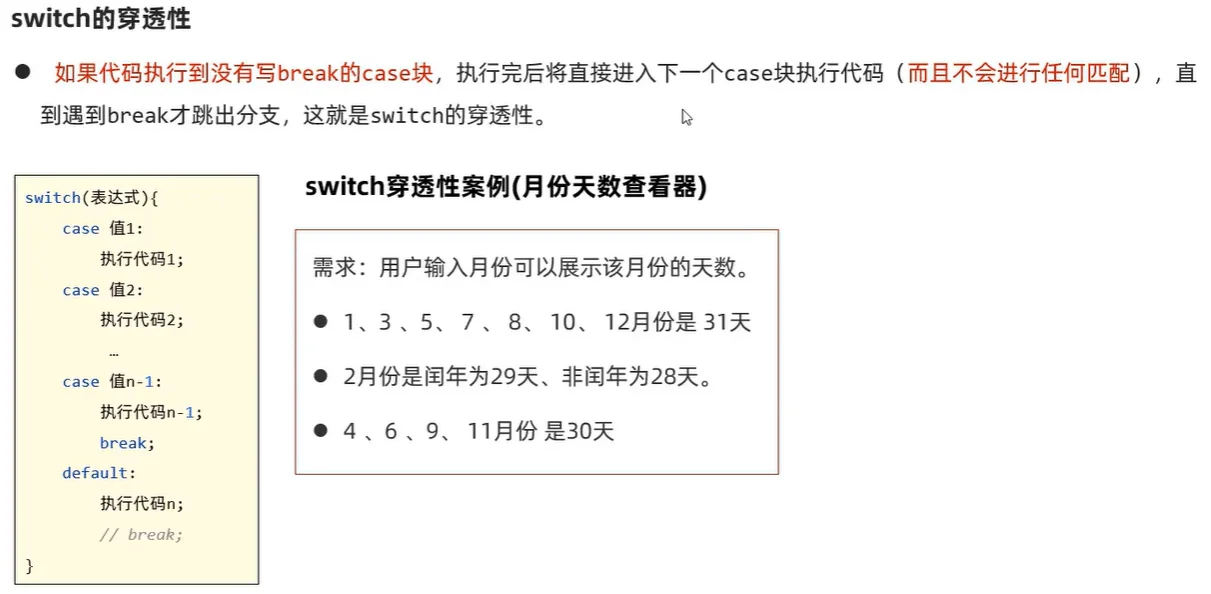 switch的穿透性
● 如果代码执行到没有写break的case块，执行完后将直接进入下一个case块执行代码（而且不会进行任何匹配），直
到遇到break才跳出分支，这就是switch的穿透性。
switch(表达式){
case 值1:
执行代码1;
case 值2:
执行代码2;
…
case 值n-1:
执行代码n-1;
break;
default:
执行代码n;
// break;
}
switch穿透性案例(月份天数查看器)
需求：用户输入月份可以展示该月份的天数。
● 1、3 、5、 7 、 8、 10、 12月份是 31天
● 2月份是闰年为29天、非闰年为28天。
● 4 、6 、9、 11月份 是30天